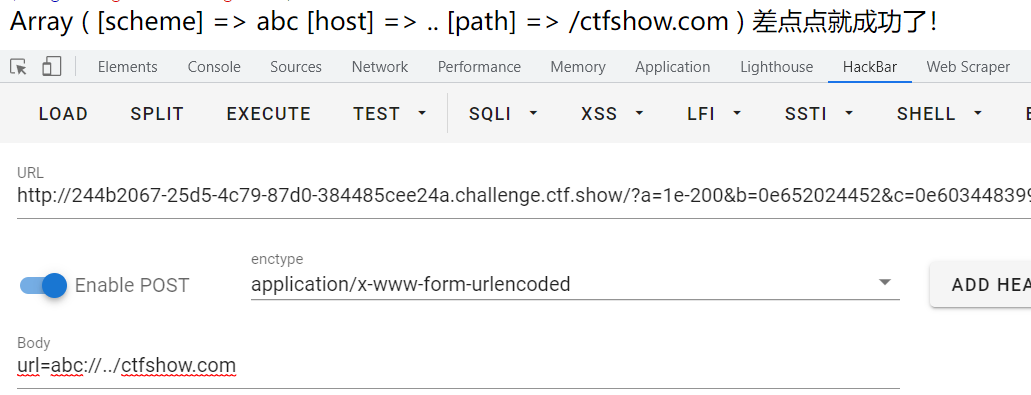 Array ( [scheme] => abc [host] => .. [path] => /ctfshow.com ) 差点点就成功了!
Elements Console Sources Network Performance Memory Application Lighthouse HackBar Web Scraper
LOAD SPLIT EXECUTE TEST SQLI XSS LFI SSTI SHELL
URL
http://244b2067-25d5-4c79-87d0-384485cee24a.challenge.ctf.show/?a=1e-200&b=0e652024452&c=0e603448399
enctype
Enable POST application/x-www-form-urlencoded ADD HEA
Body
url=abc://../ctfshow.com